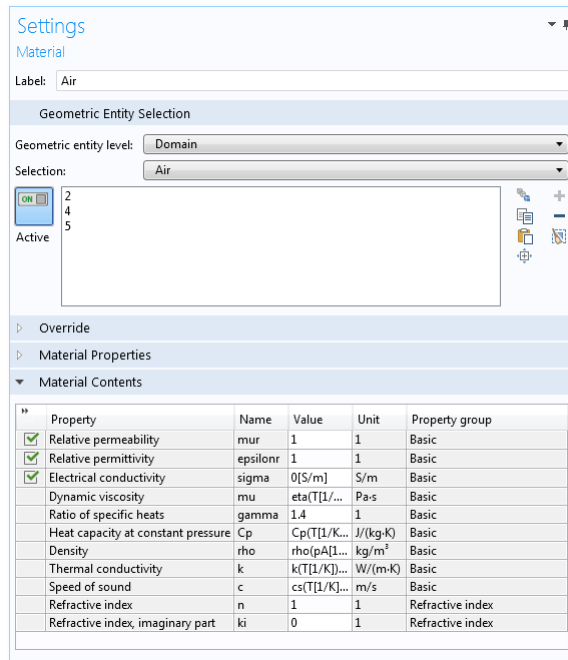 Settings
Material
Label: Air
Geometric Entity Selection
Geometric entity level: Domain
Selection: Air
ON
Active
2
4
5
Override
Material Properties
Material Contents
Property Name Value Unit Property group
Relative permeability mur 1 1 Basic
Relative permittivity epsilonr 1 1 Basic
Electrical conductivity sigma 0[S/m] S/m Basic
Dynamic viscosity mu eta(T[1/... Pa·s Basic
Ratio of specific heats gamma 1.4 1 Basic
Heat capacity at constant pressure Cp Cp(T[1/K... J/(kg·K) Basic
Density rho rho(pA[1... kg/m³ Basic
Thermal conductivity k k(T[1/K])... W/(m·K) Basic
Speed of sound c cs(T[1/K]... m/s Basic
Refractive index n 1 1 Refractive index
Refractive index, imaginary part ki 0 1 Refractive index